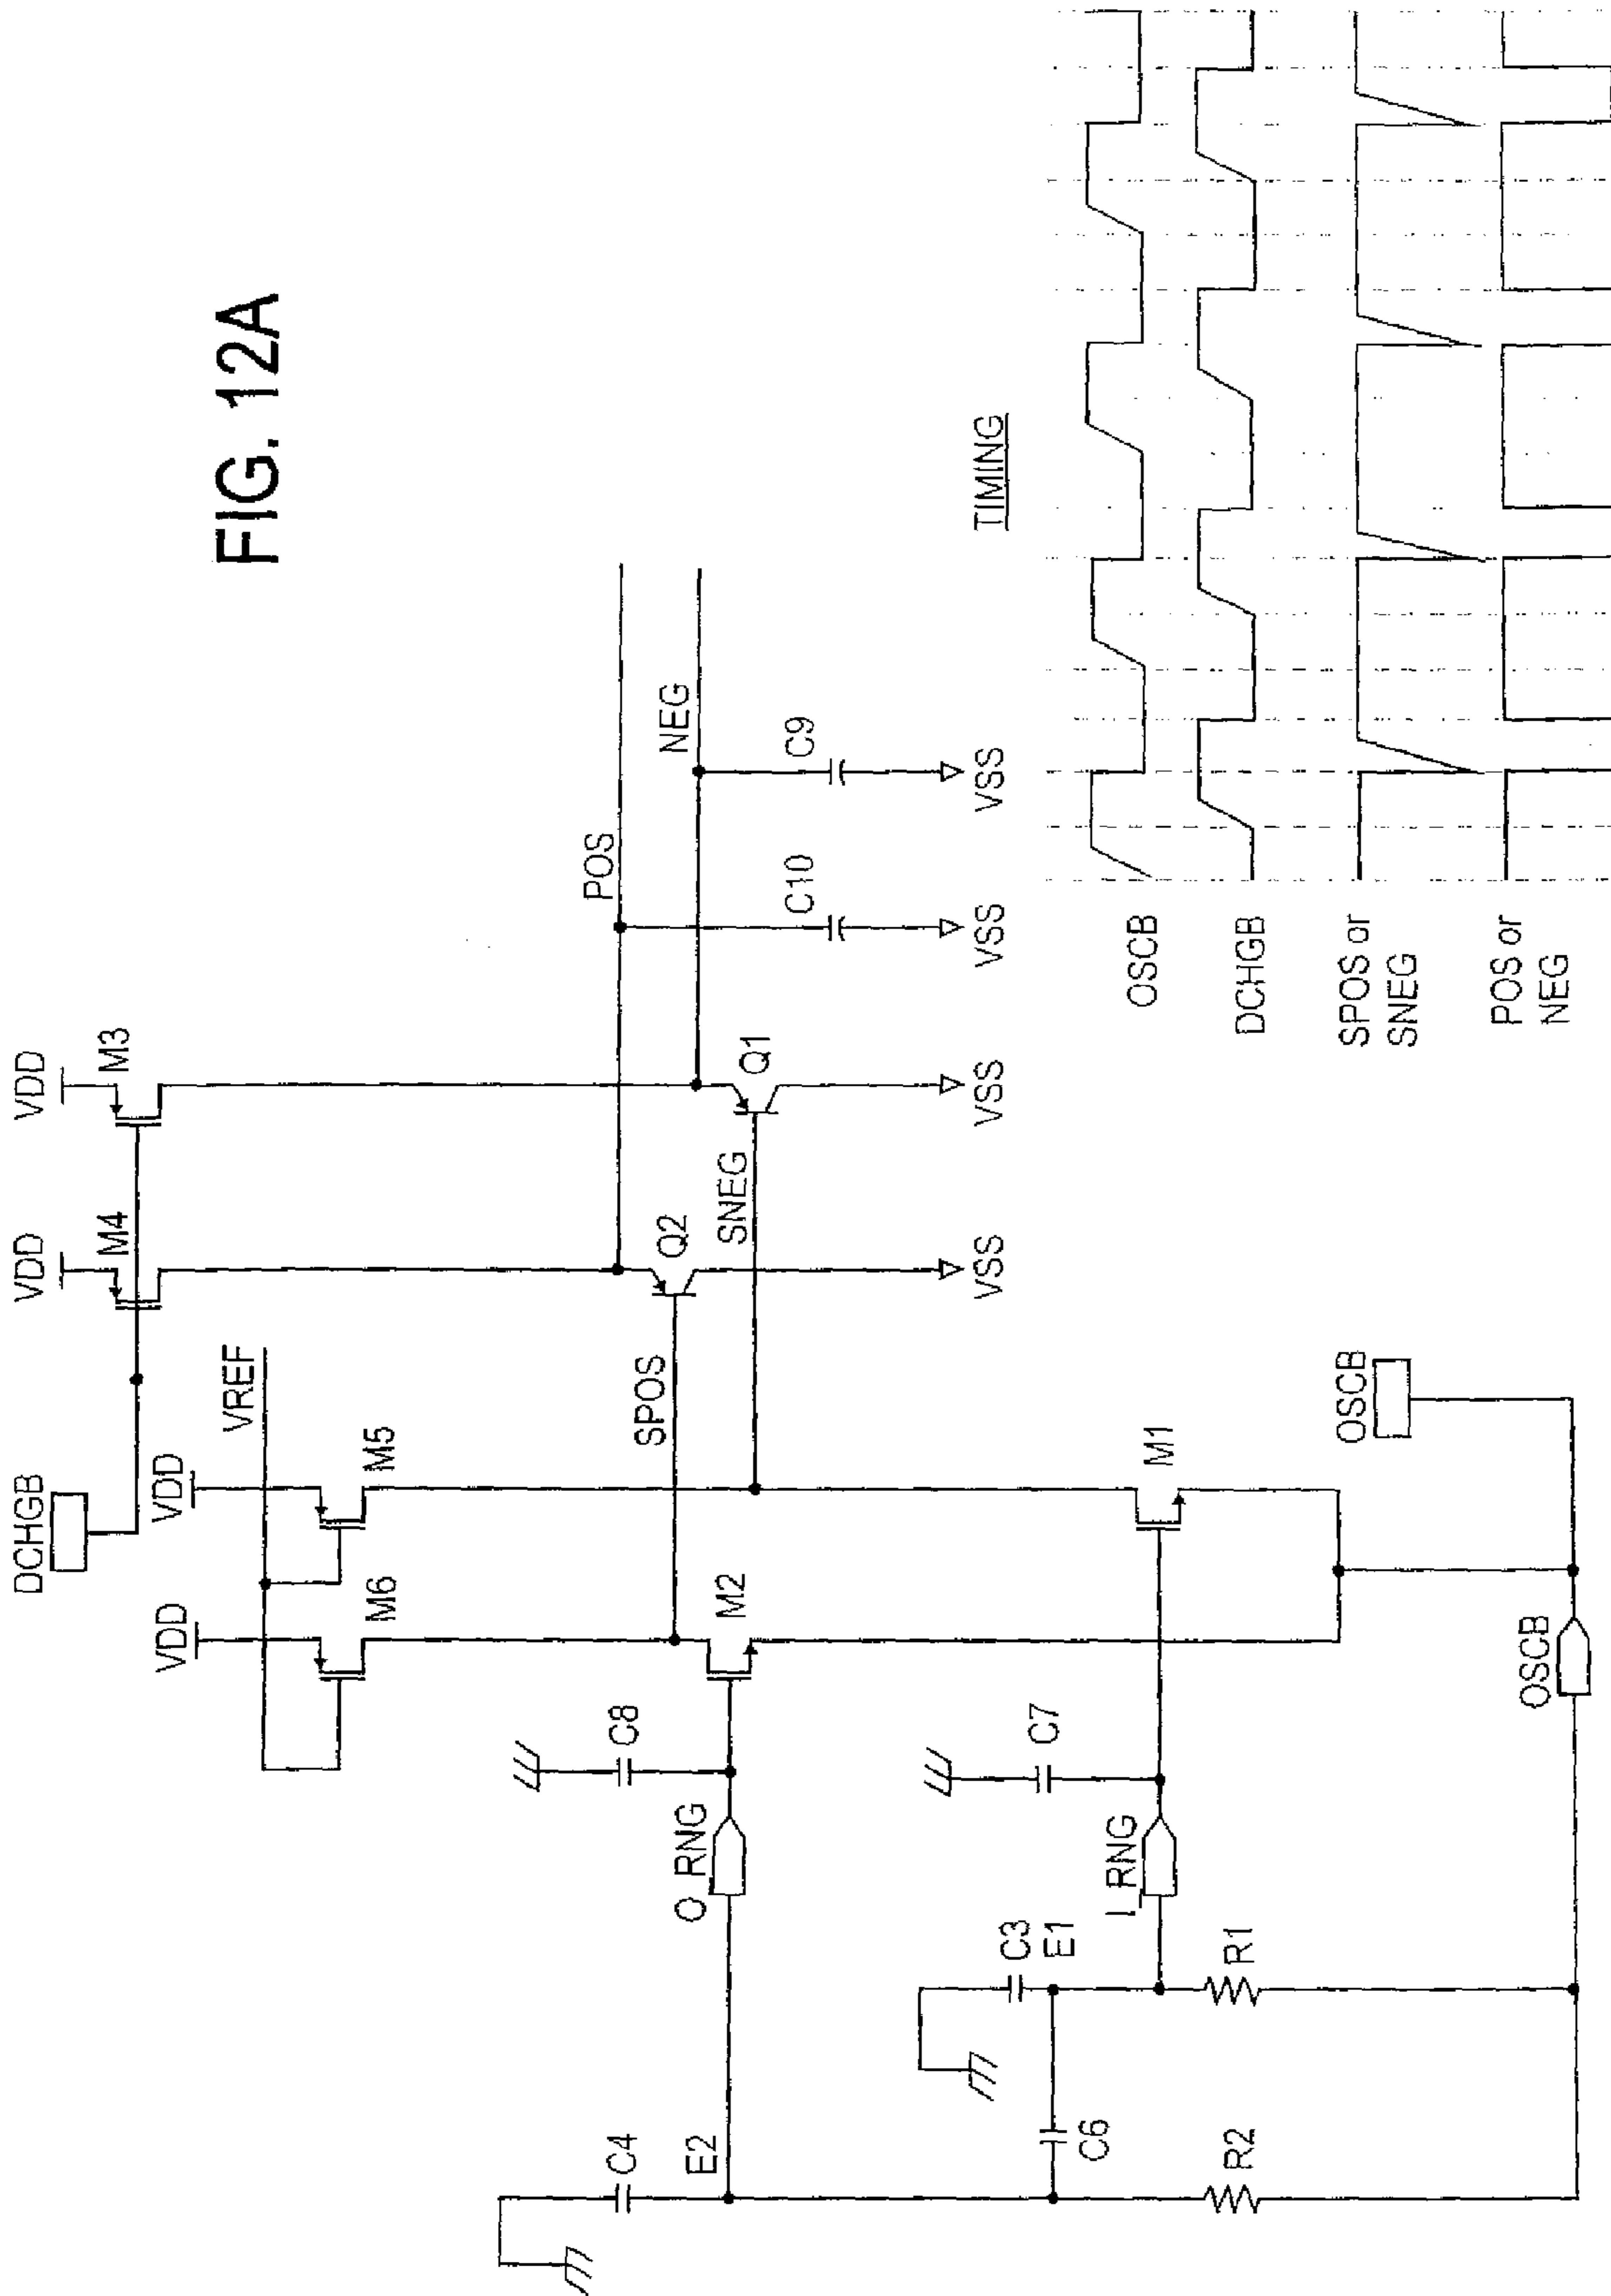 FIG. 12A
DCHGB
VDD
M4
VDD
M3
VDD
VDD
VREF
M6
M5
POS
NEG
C10
C9
VSS
VSS
SPOS
Q2
SNEG
Q1
VSS
VSS
C4
E2
O_RNG
C8
M2
C3
E1
I_RNG
C7
M1
C6
R2
R1
OSCB
OSCB
TIMING
OSCB
DCHGB
SPOS or
SNEG
POS or
NEG